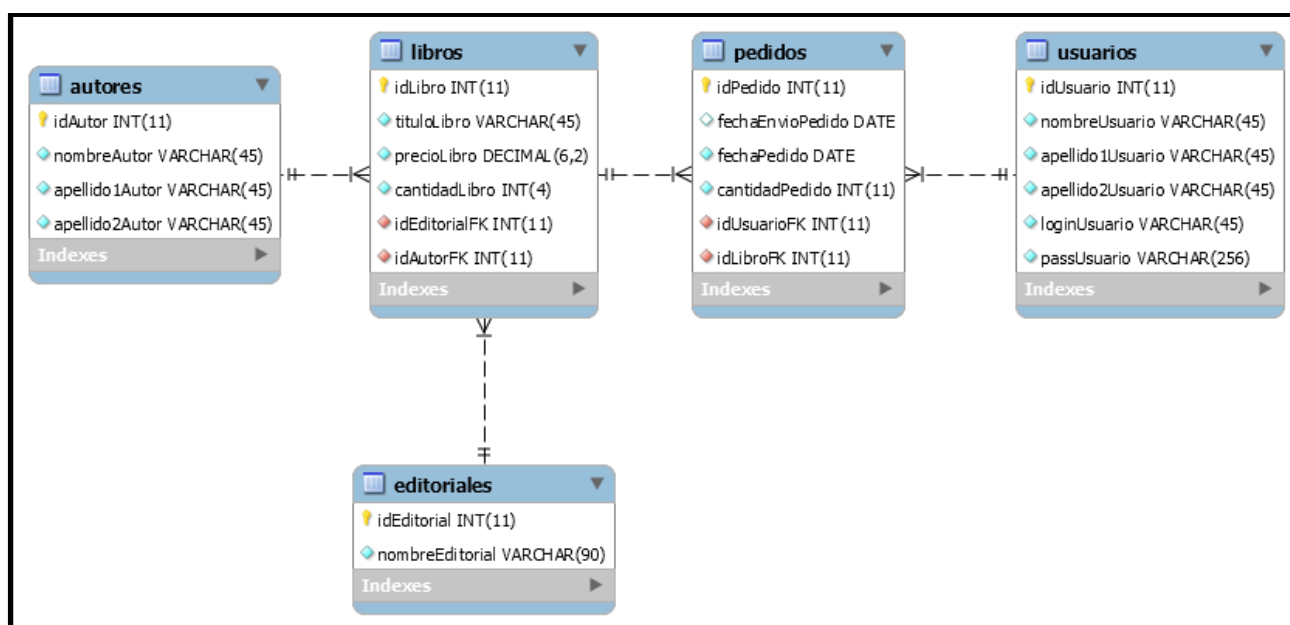 autores
idAutor INT(11)
nombreAutor VARCHAR(45)
apellido1Autor VARCHAR(45)
apellido2Autor VARCHAR(45)
Indexes
libros
idLibro INT(11)
tituloLibro VARCHAR(45)
precioLibro DECIMAL(6,2)
cantidadLibro INT(4)
idEditorialFK INT(11)
idAutorFK INT(11)
Indexes
pedidos
idPedido INT(11)
fechaEnvioPedido DATE
fechaPedido DATE
cantidadPedido INT(11)
idUsuarioFK INT(11)
idLibroFK INT(11)
Indexes
usuarios
idUsuario INT(11)
nombreUsuario VARCHAR(45)
apellido1Usuario VARCHAR(45)
apellido2Usuario VARCHAR(45)
loginUsuario VARCHAR(45)
passUsuario VARCHAR(256)
Indexes
editoriales
idEditorial INT(11)
nombreEditorial VARCHAR(90)
Indexes